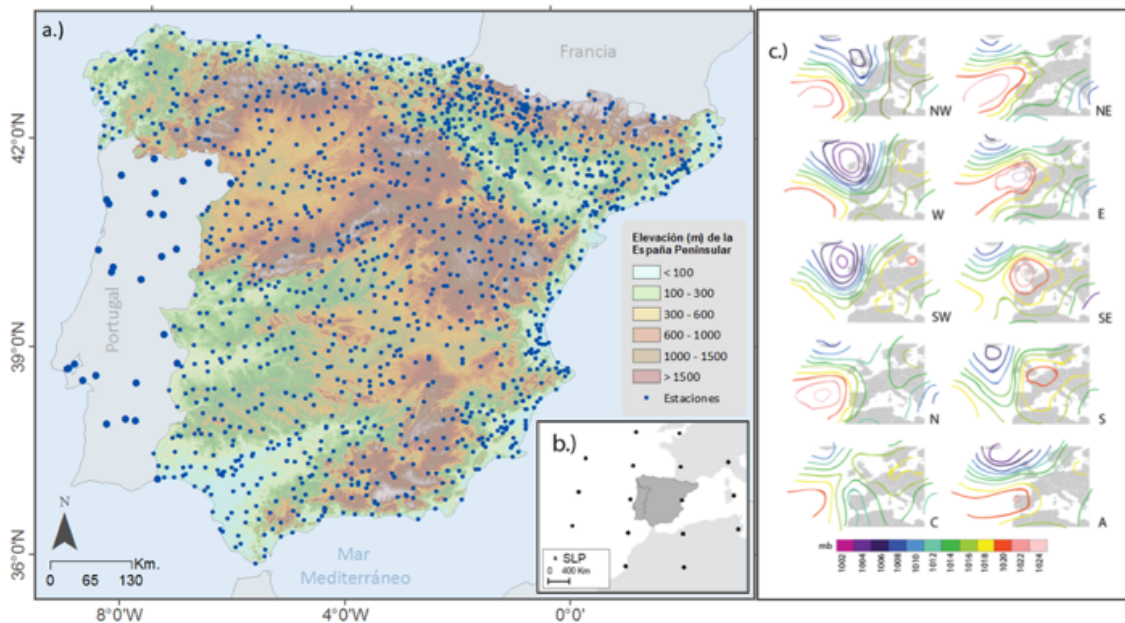 a.)
Francia
Portugal
Mar
Mediterráneo
42°0'N
39°0'N
36°0'N
8°0'W
4°0'W
0°0'
N
Km.
0 65 130
Elevación (m) de la
España Peninsular
< 100
100 - 300
300 - 600
600 - 1000
1000 - 1500
> 1500
Estaciones
b.)
SLP
0 400 Km
c.)
NW
NE
W
E
SW
SE
N
S
C
A
mb
1002
1004
1006
1008
1010
1012
1014
1016
1018
1020
1022
1024